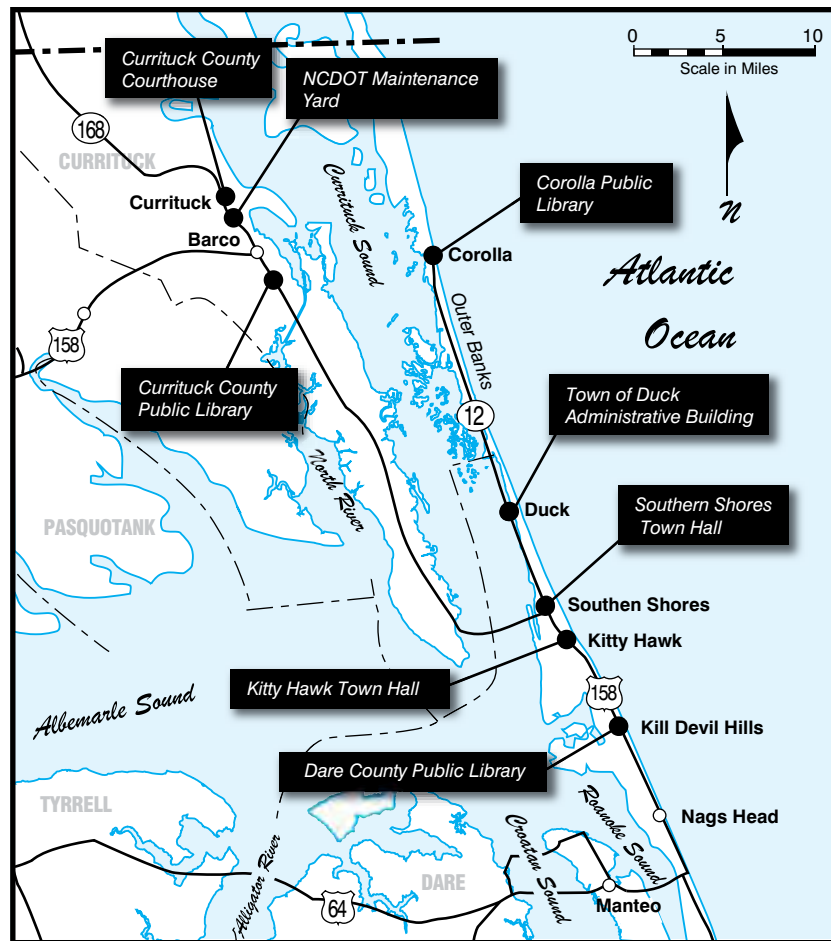 0 5 10
Scale in Miles
Currituck County
Courthouse
NCDOT Maintenance
Yard
168
CURRITUCK
Currituck Sound
Corolla Public
Library
N
Currituck
Barco
Corolla
Atlantic
Ocean
Outer Banks
158
Currituck County
Public Library
12
Town of Duck
Administrative Building
North River
Duck
Southern Shores
Town Hall
PASQUOTANK
Southen Shores
Kitty Hawk
Kitty Hawk Town Hall
158
Albemarle Sound
Kill Devil Hills
Dare County Public Library
TYRRELL
Roanoke Sound
Nags Head
Croatan Sound
Alligator River
DARE
64
Manteo